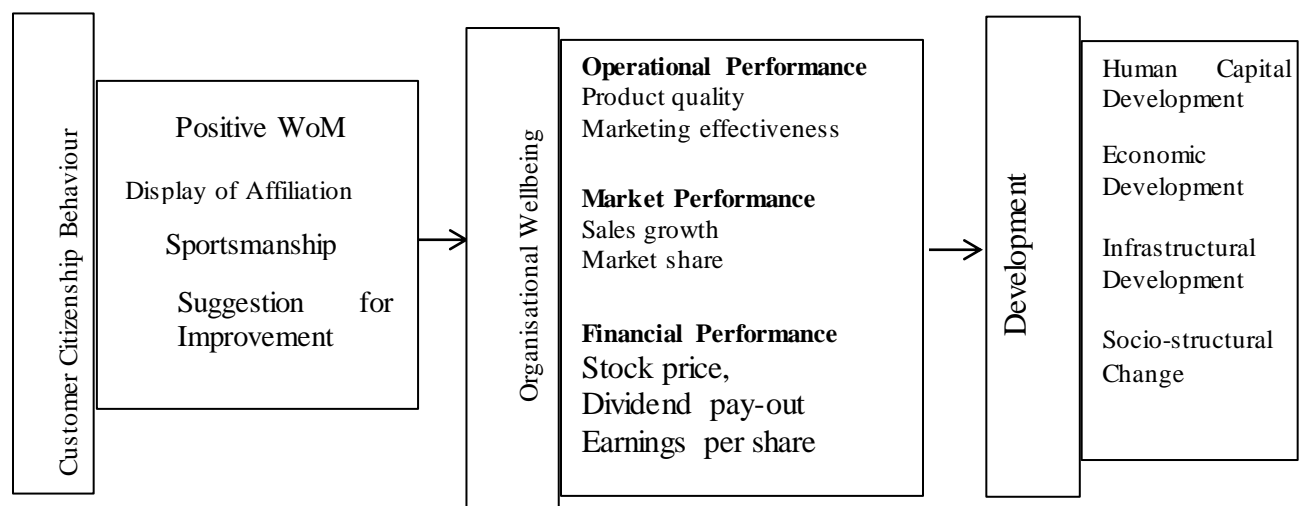 Customer Citizenship Behaviour
Positive WoM
Display of Affiliation
Sportsmanship
Suggestion for
Improvement
Organisational Wellbeing
Operational Performance
Product quality
Marketing effectiveness
Market Performance
Sales growth
Market share
Financial Performance
Stock price,
Dividend pay-out
Earnings per share
Development
Human Capital
Development
Economic
Development
Infrastructural
Development
Socio-structural
Change